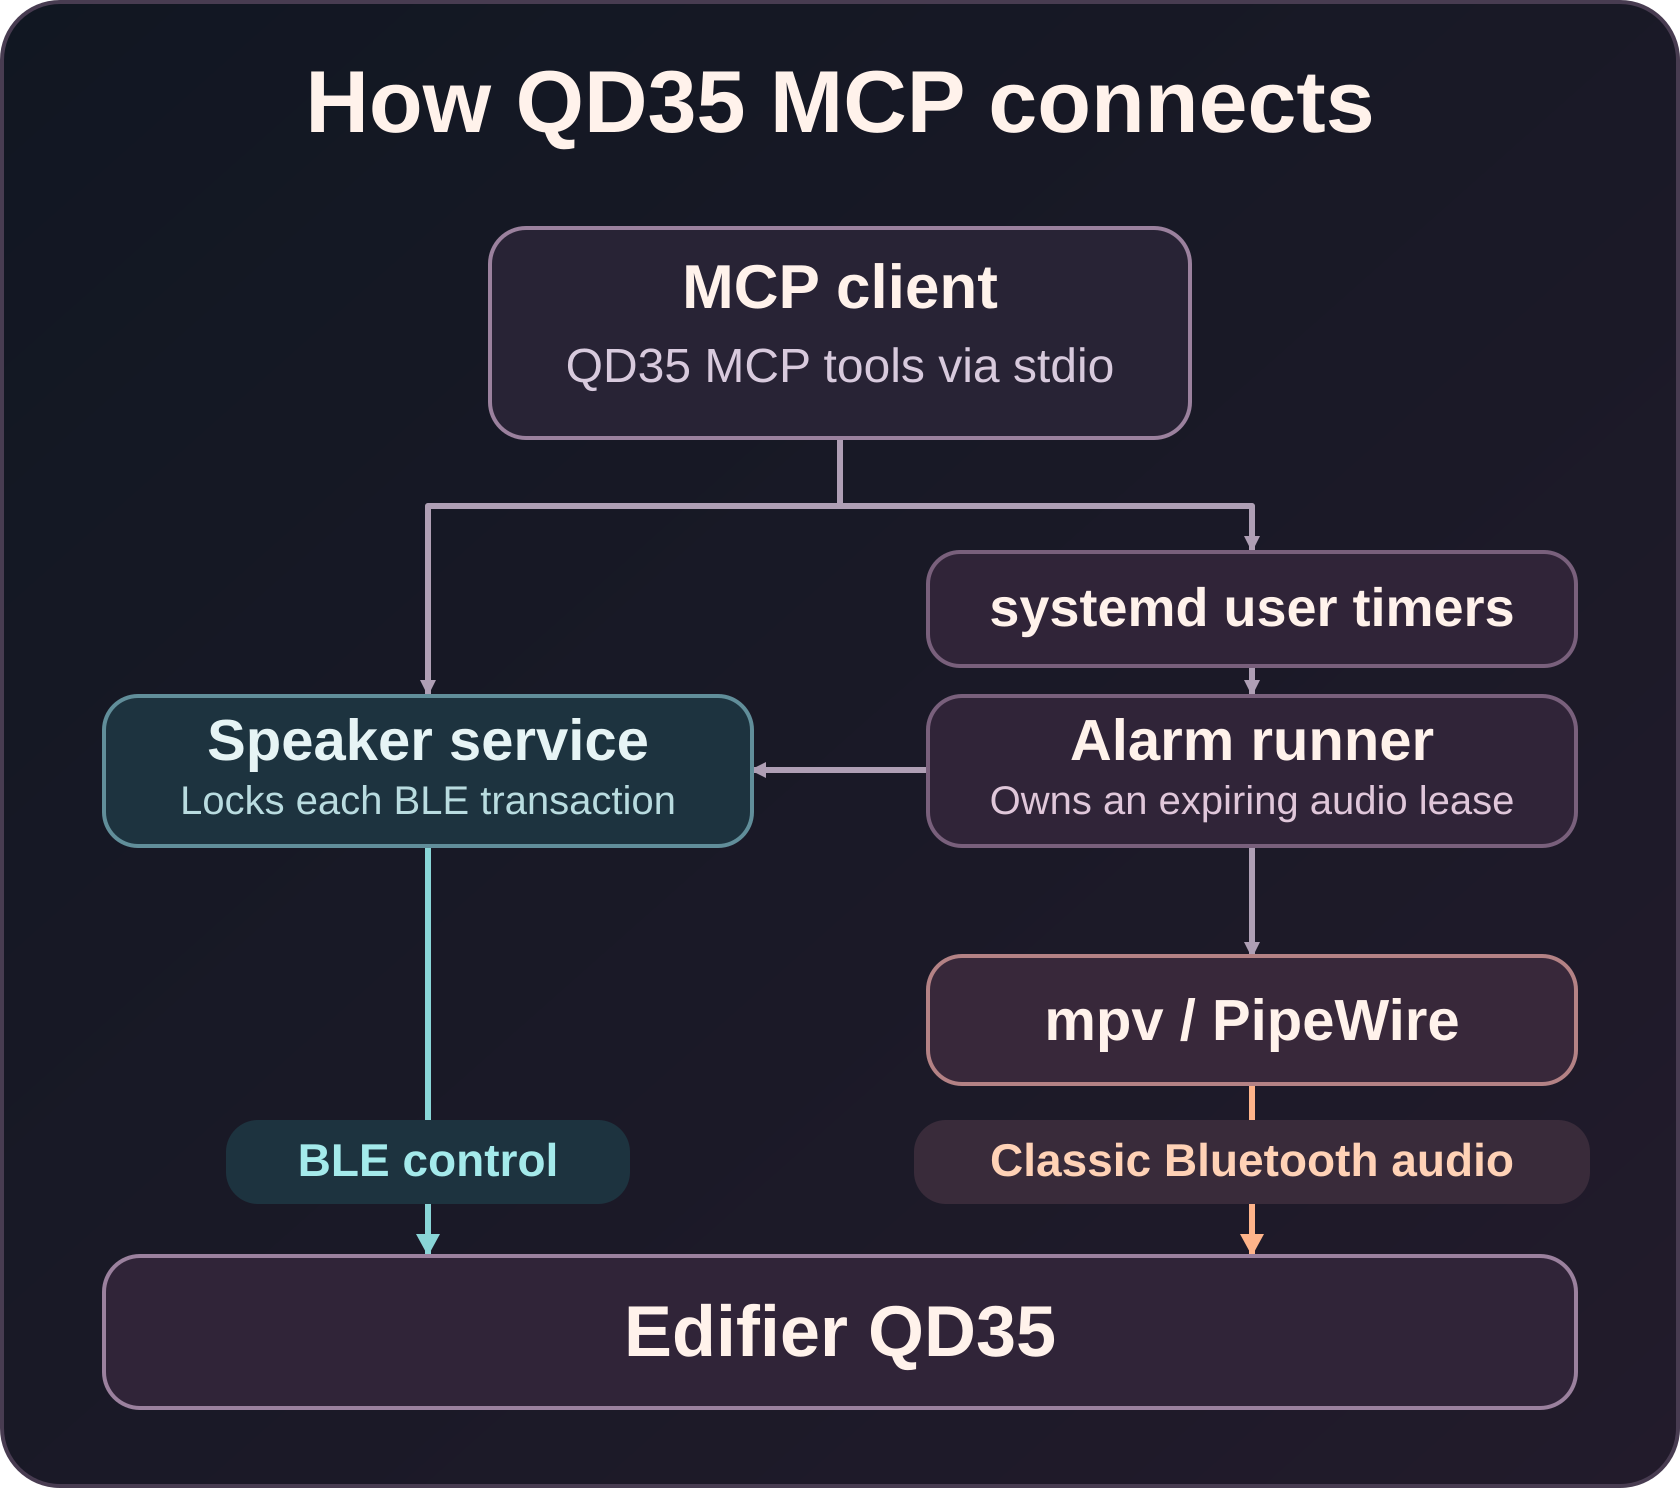 How QD35 MCP connects
MCP client
QD35 MCP tools via stdio
systemd user timers
Speaker service
Locks each BLE transaction
Alarm runner
Owns an expiring audio lease
mpv / PipeWire
BLE control
Classic Bluetooth audio
Edifier QD35